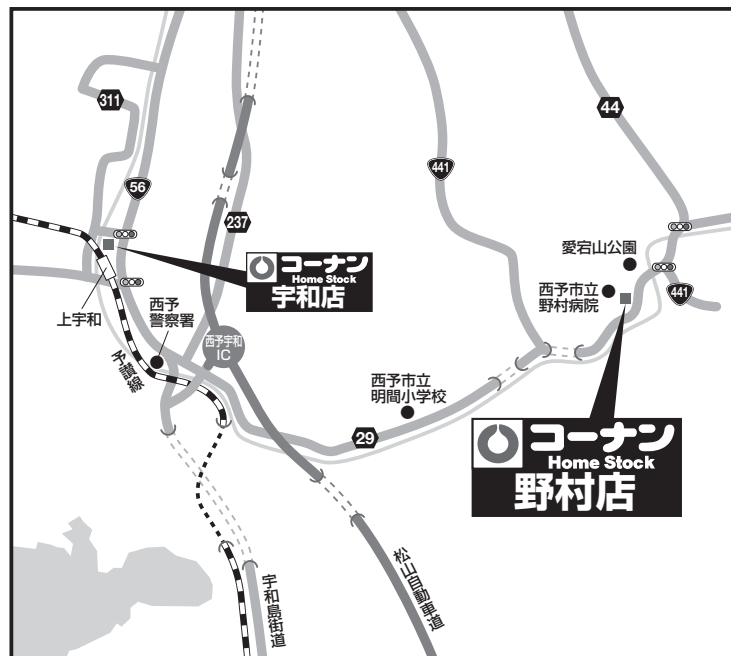 311
44
56
441
237
愛宕山公園
コーナン
Home Stock
宇和店
西予市立
野村病院
441
上宇和
西予
警察署
西予宇和
IC
予讃線
西予市立
明間小学校
29
コーナン
Home Stock
野村店
松山自動車道
宇和島街道